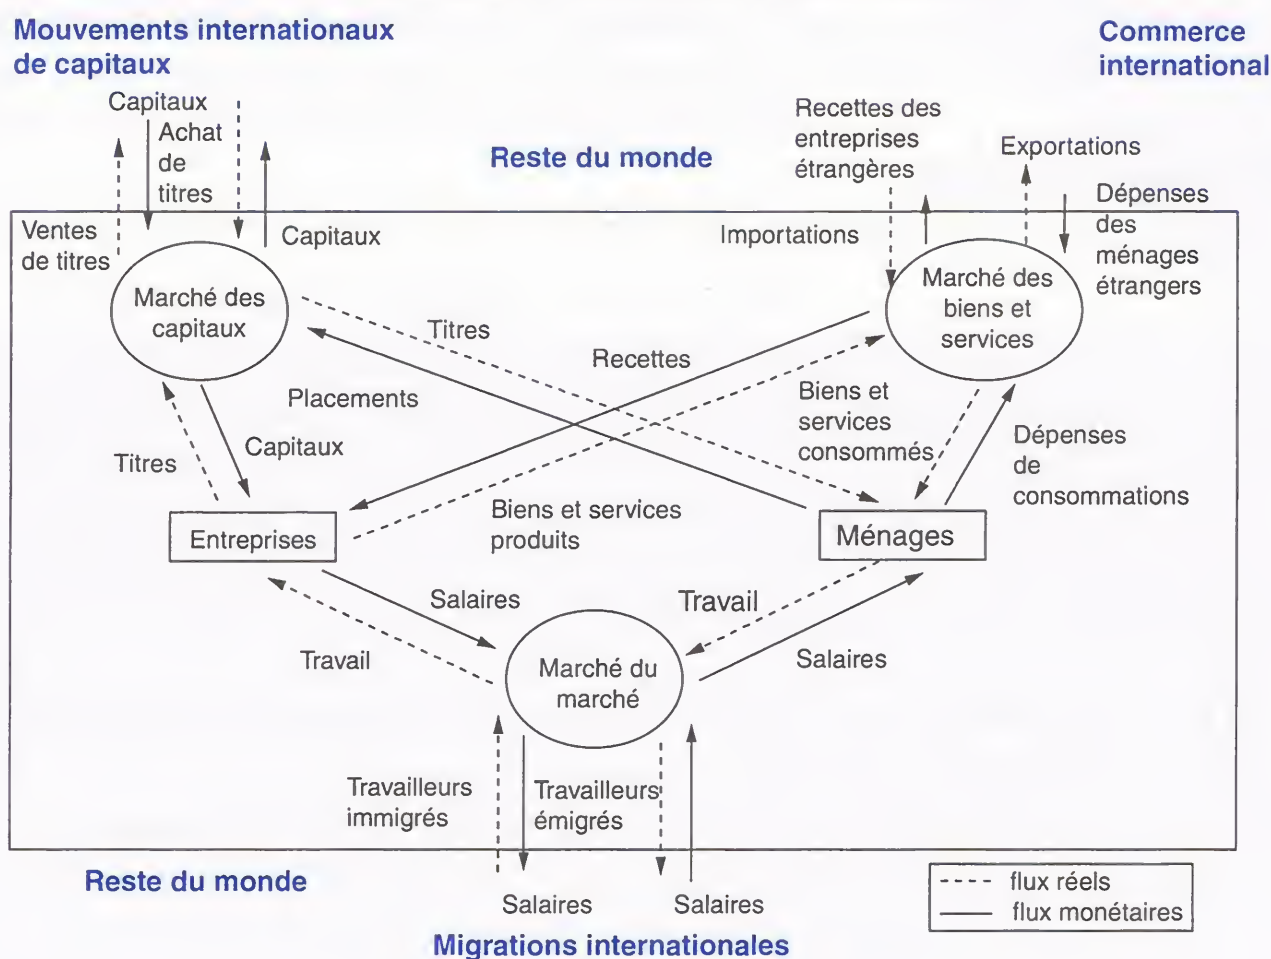 Mouvements internationaux
de capitaux
Commerce
international
Capitaux
Achat
de
titres
Recettes des
entreprises
étrangères
Reste du monde
Exportations
Dépenses
des
ménages
étrangers
Ventes
de titres
Capitaux
Importations
Marché des
capitaux
Marché des
biens et
services
Titres
Recettes
Placements
Biens et
services
consommés
Capitaux
Titres
Dépenses
de
consommations
Entreprises
Biens et services
produits
Ménages
Salaires
Travail
Travail
Salaires
Marché du
marché
Travailleurs
immigrés
Travailleurs
émigrés
Reste du monde
Salaires
Salaires
flux réels
flux monétaires
Migrations internationales